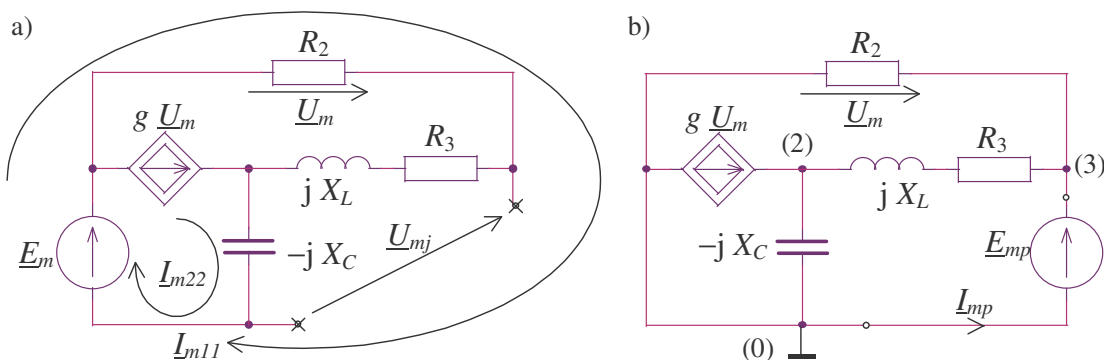 a)
R2
Um
g Um
R3
j XL
Em
Im22
–j XC
Umj
Im11
b)
R2
Um
g Um
(2)
R3
(3)
j XL
–j XC
Emp
Imp
(0)